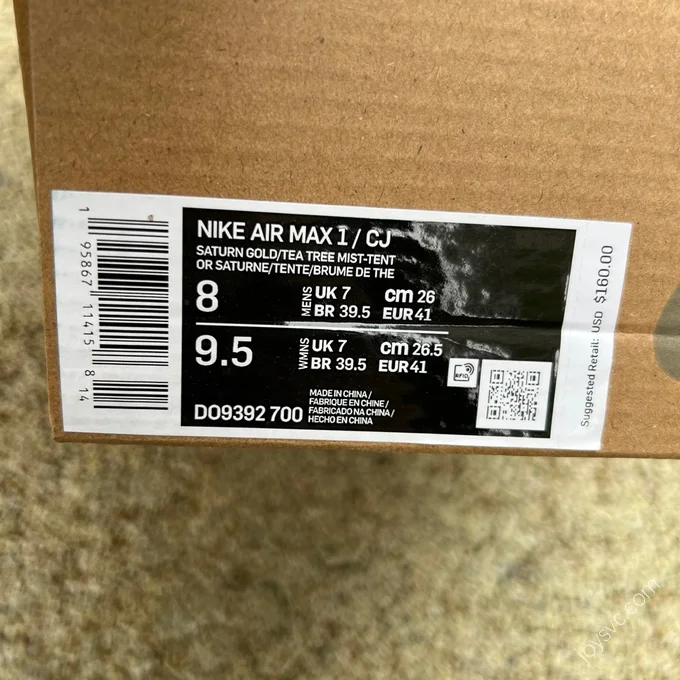 NIKE AIR MAX 1 / CJ
SATURN GOLD/TEA TREE MIST-TENT
OR SATURNE/TENTE/BRUME DE THE
8 MENS UK 7 cm 26
BR 39.5 EUR 41
9.5 WMNS UK 7 cm 26.5
BR 39.5 EUR 41
RFID
DO9392 700
MADE IN CHINA /
FABRIQUE EN CHINE /
FABRICADO NA CHINA /
HECHO EN CHINA
1 95867 11415 8 14
Suggested Retail: USD $160.00
joysvc.com